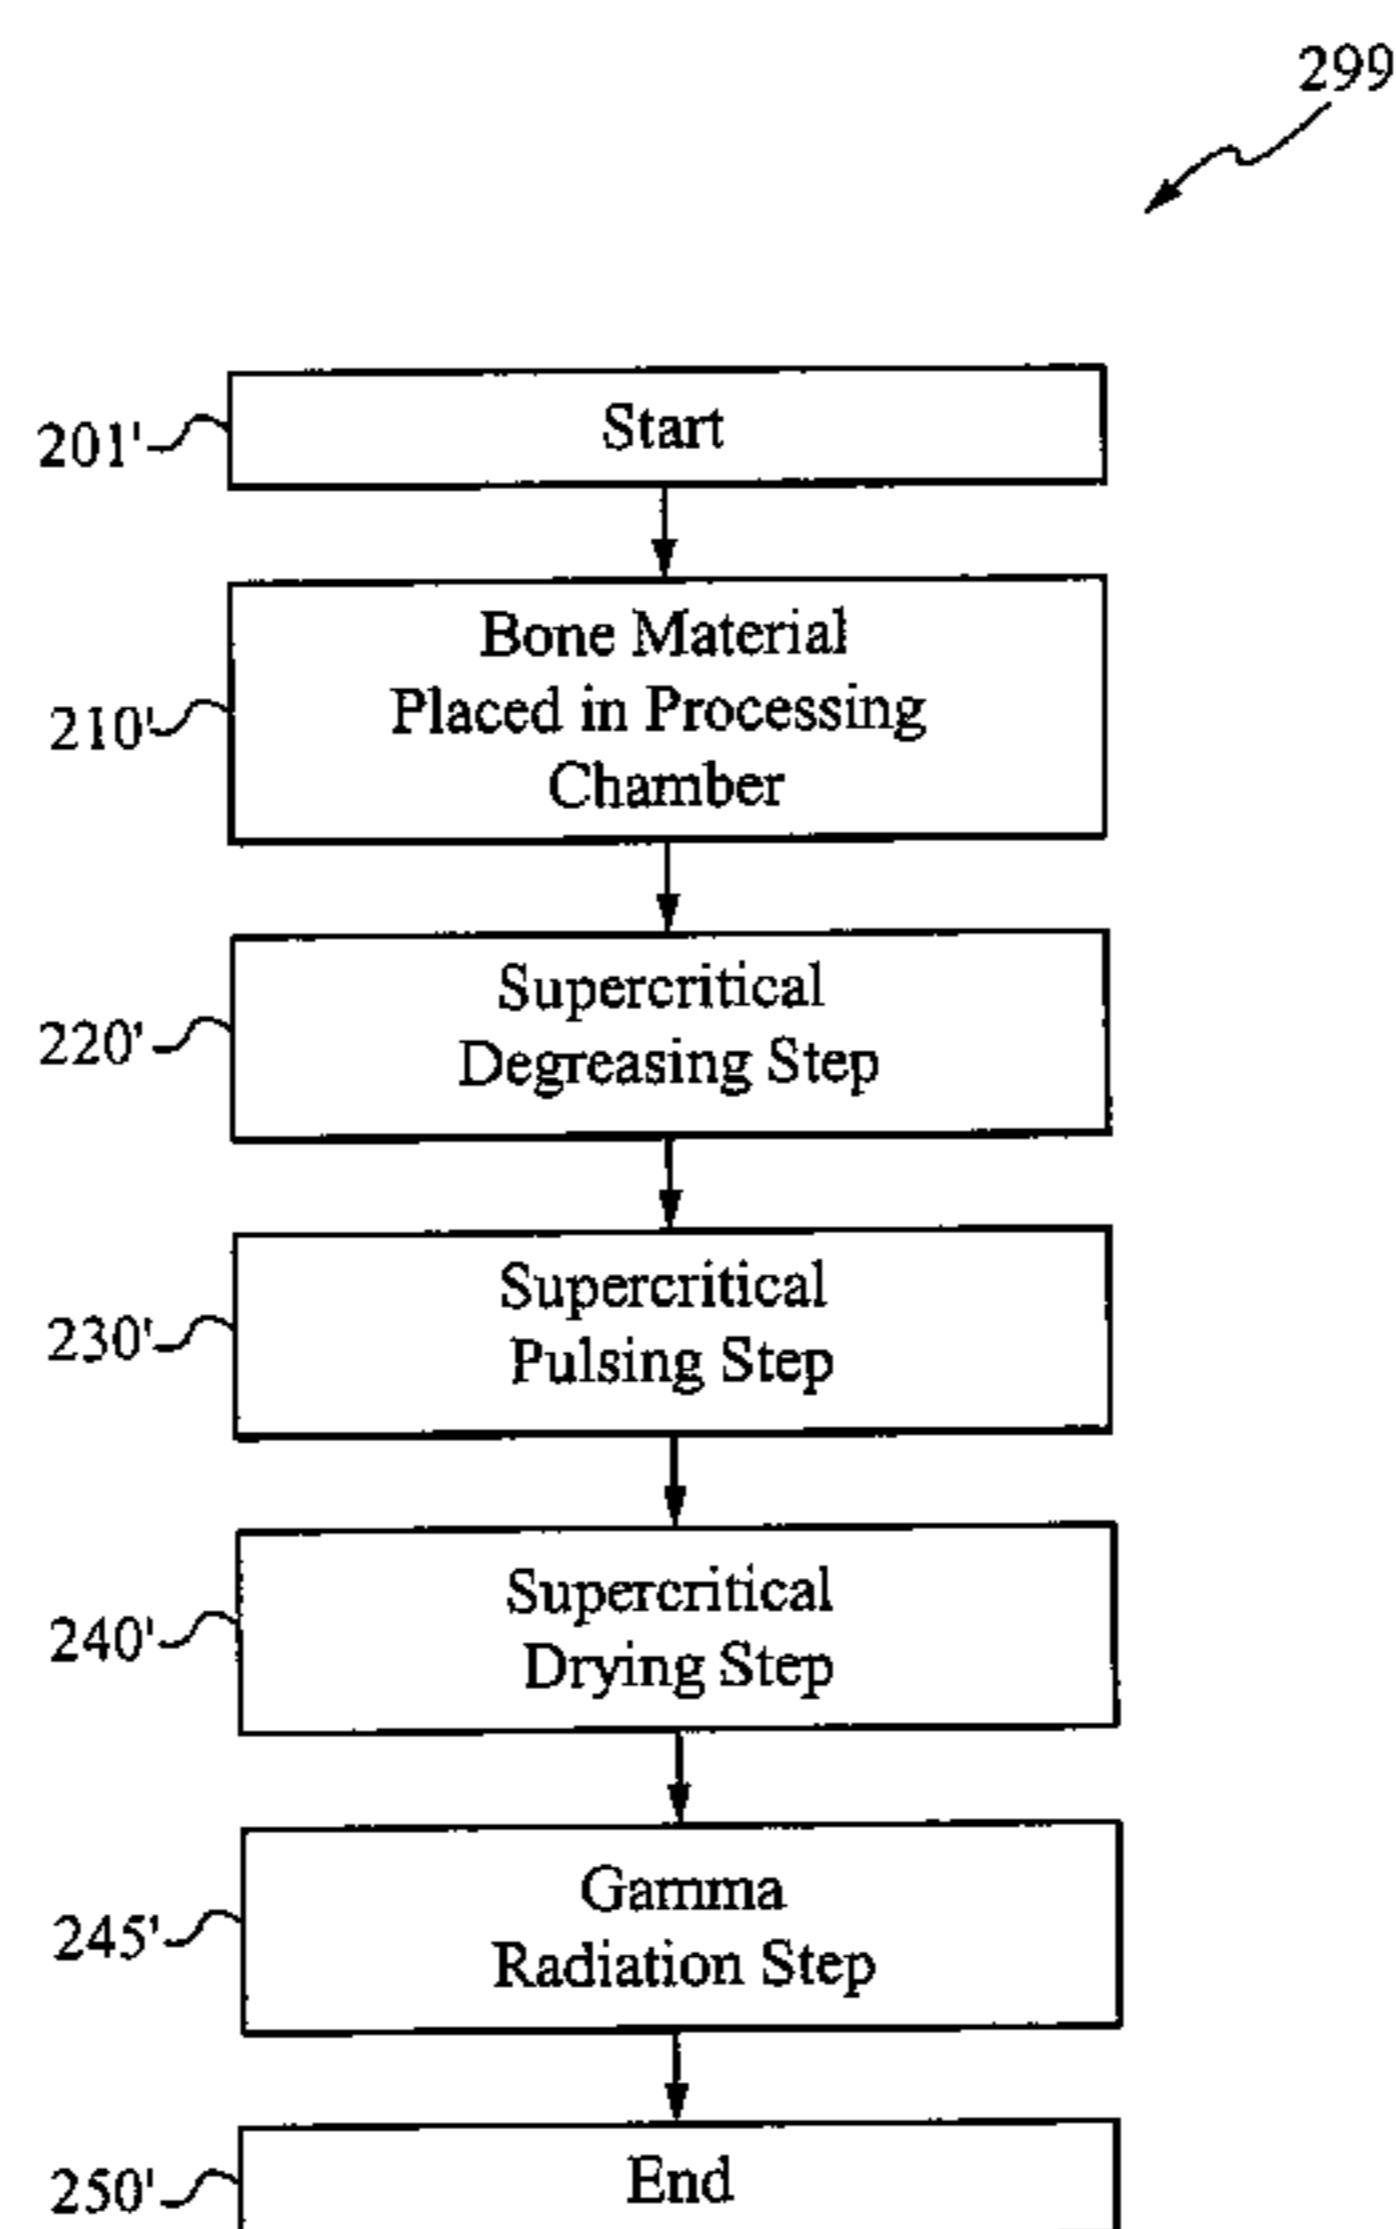 299
201'
Start
210'
Bone Material
Placed in Processing
Chamber
220'
Supercritical
Degreasing Step
230'
Supercritical
Pulsing Step
240'
Supercritical
Drying Step
245'
Gamma
Radiation Step
250'
End